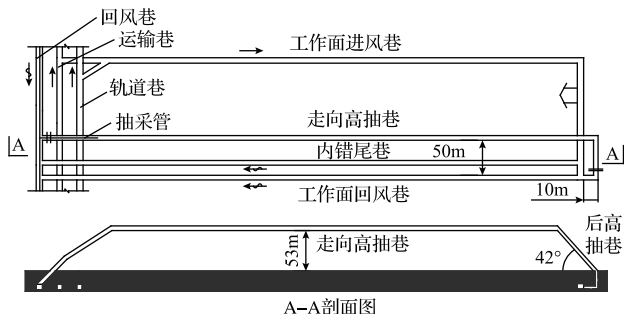 回风巷
运输巷
工作面进风巷
轨道巷
抽采管
走向高抽巷
A
A
内错尾巷
50m
工作面回风巷
10m
后高
抽巷
53m
走向高抽巷
42°
A-A剖面图